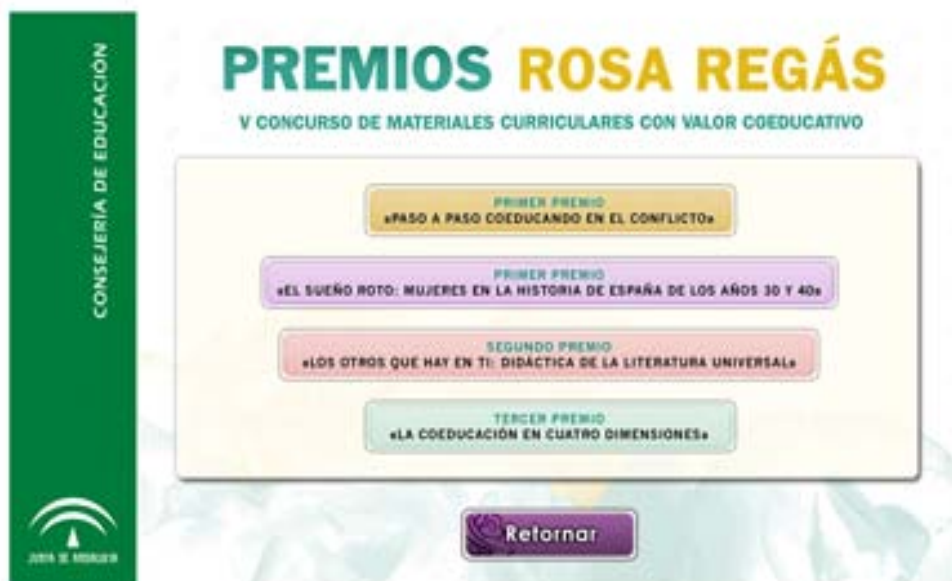 CONSEJERÍA DE EDUCACIÓN
PREMIOS ROSA REGÁS
V CONCURSO DE MATERIALES CURRICULARES CON VALOR COEDUCATIVO
PRIMER PREMIO
«PASO A PASO COEDUCANDO EN EL CONFLICTO»
PRIMER PREMIO
«EL SUEÑO ROTO: MUJERES EN LA HISTORIA DE ESPAÑA DE LOS AÑOS 30 Y 40»
SEGUNDO PREMIO
«LOS OTROS QUE HAY EN TI: DIDÁCTICA DE LA LITERATURA UNIVERSAL»
TERCER PREMIO
«LA COEDUCACIÓN EN CUATRO DIMENSIONES»
Retornar
JUNTA DE ANDALUCIA